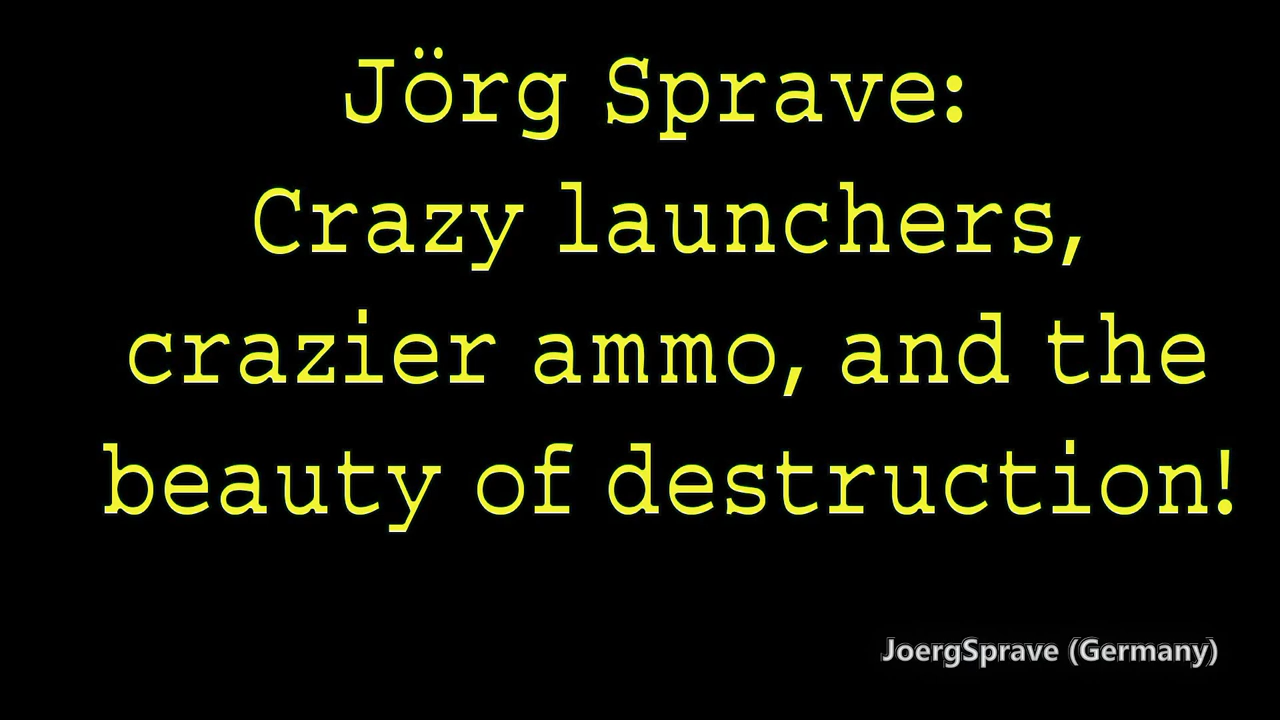 Jörg Sprave:
Crazy launchers,
crazier ammo, and the
beauty of destruction!
JoergSprave (Germany)